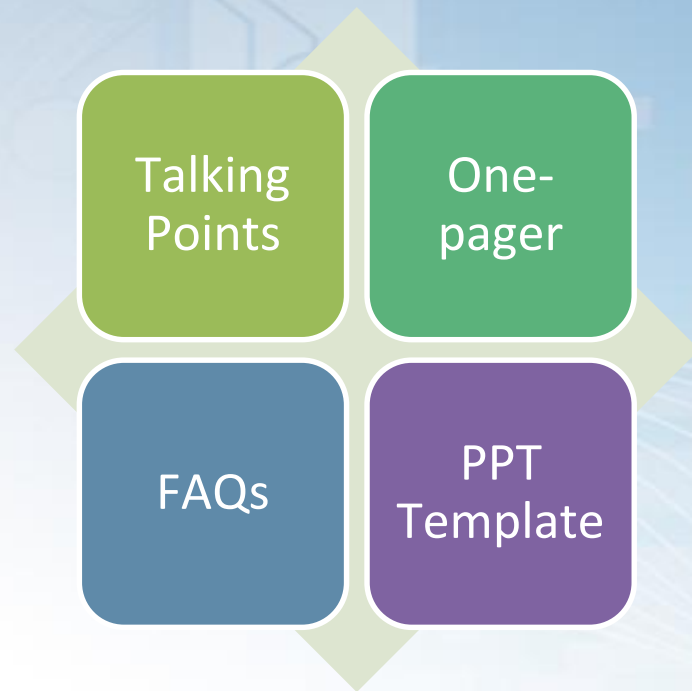 Talking
Points
One-
pager
FAQs
PPT
Template